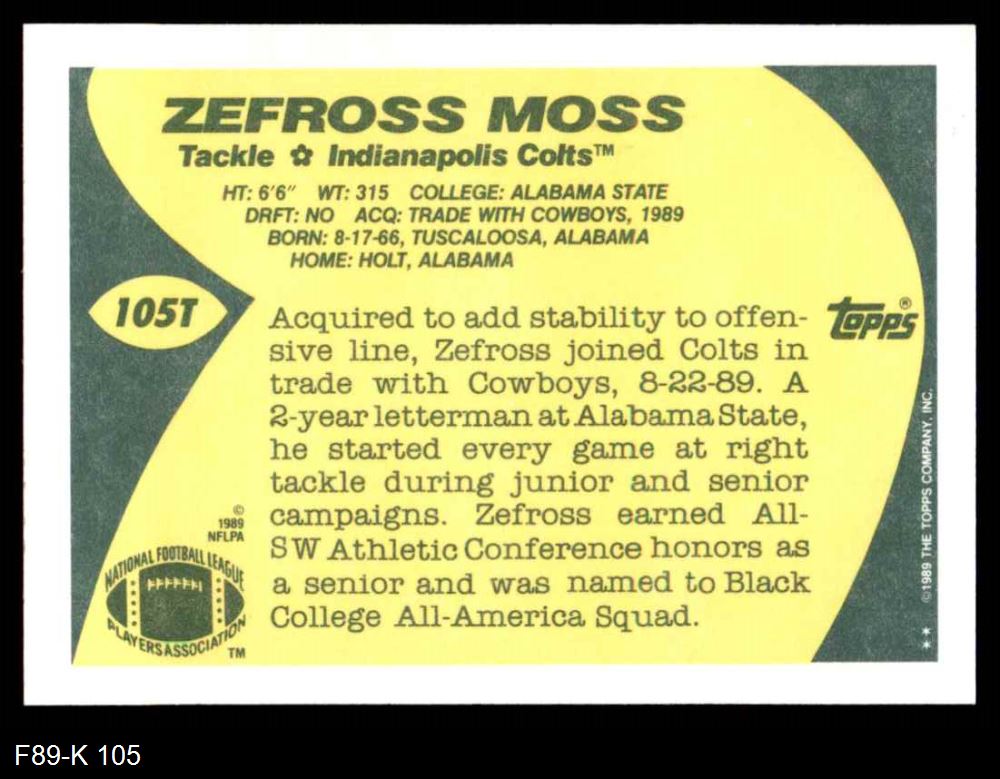 ZEFROSS MOSS
Tackle ✿ Indianapolis Colts™
HT: 6'6" WT: 315 COLLEGE: ALABAMA STATE
DRFT: NO ACQ: TRADE WITH COWBOYS, 1989
BORN: 8-17-66, TUSCALOOSA, ALABAMA
HOME: HOLT, ALABAMA
105T
Acquired to add stability to offen-
sive line, Zefross joined Colts in
trade with Cowboys, 8-22-89. A
2-year letterman at Alabama State,
he started every game at right
tackle during junior and senior
campaigns. Zefross earned All-
SW Athletic Conference honors as
a senior and was named to Black
College All-America Squad.
Topps®
©1989 THE TOPPS COMPANY, INC.
**
©
1989
NFLPA
NATIONAL FOOTBALL LEAGUE
PLAYERS ASSOCIATION
TM
F89-K 105